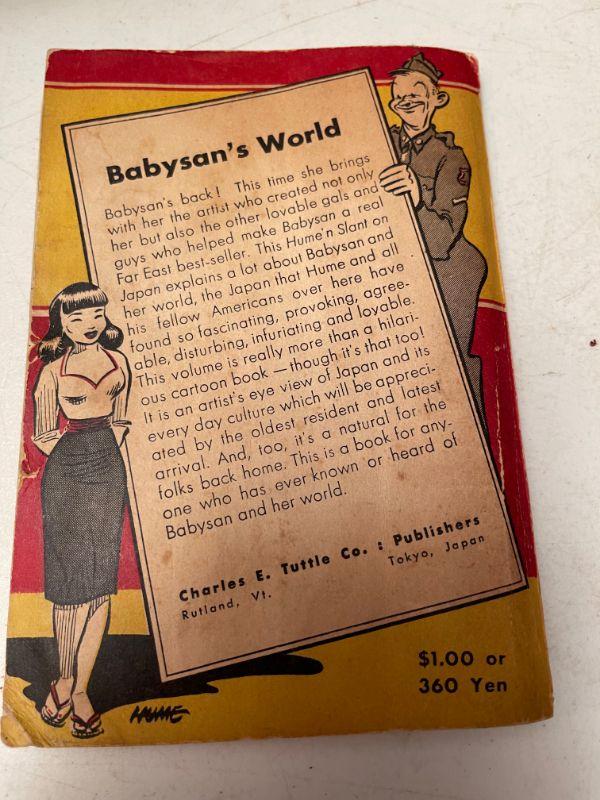 Babysan's World
Babysan's back! This time she brings
with her the artist who created not only
her but also the other lovable gals and
guys who helped make Babysan a real
Far East best-seller. This Hume'n Slant on
Japan explains a lot about Babysan and
her world, the Japan that Hume and all
his fellow Americans over here have
found so fascinating, provoking, agree-
able, disturbing, infuriating and lovable.
This volume is really more than a hilari-
ous cartoon book — though it's that too!
It is an artist's eye view of Japan and its
every day culture which will be appreci-
ated by the oldest resident and latest
arrival. And, too, it's a natural for the
folks back home. This is a book for any-
one who has ever known or heard of
Babysan and her world.
Charles E. Tuttle Co. : Publishers
Rutland, Vt. Tokyo, Japan
$1.00 or
360 Yen
HUME